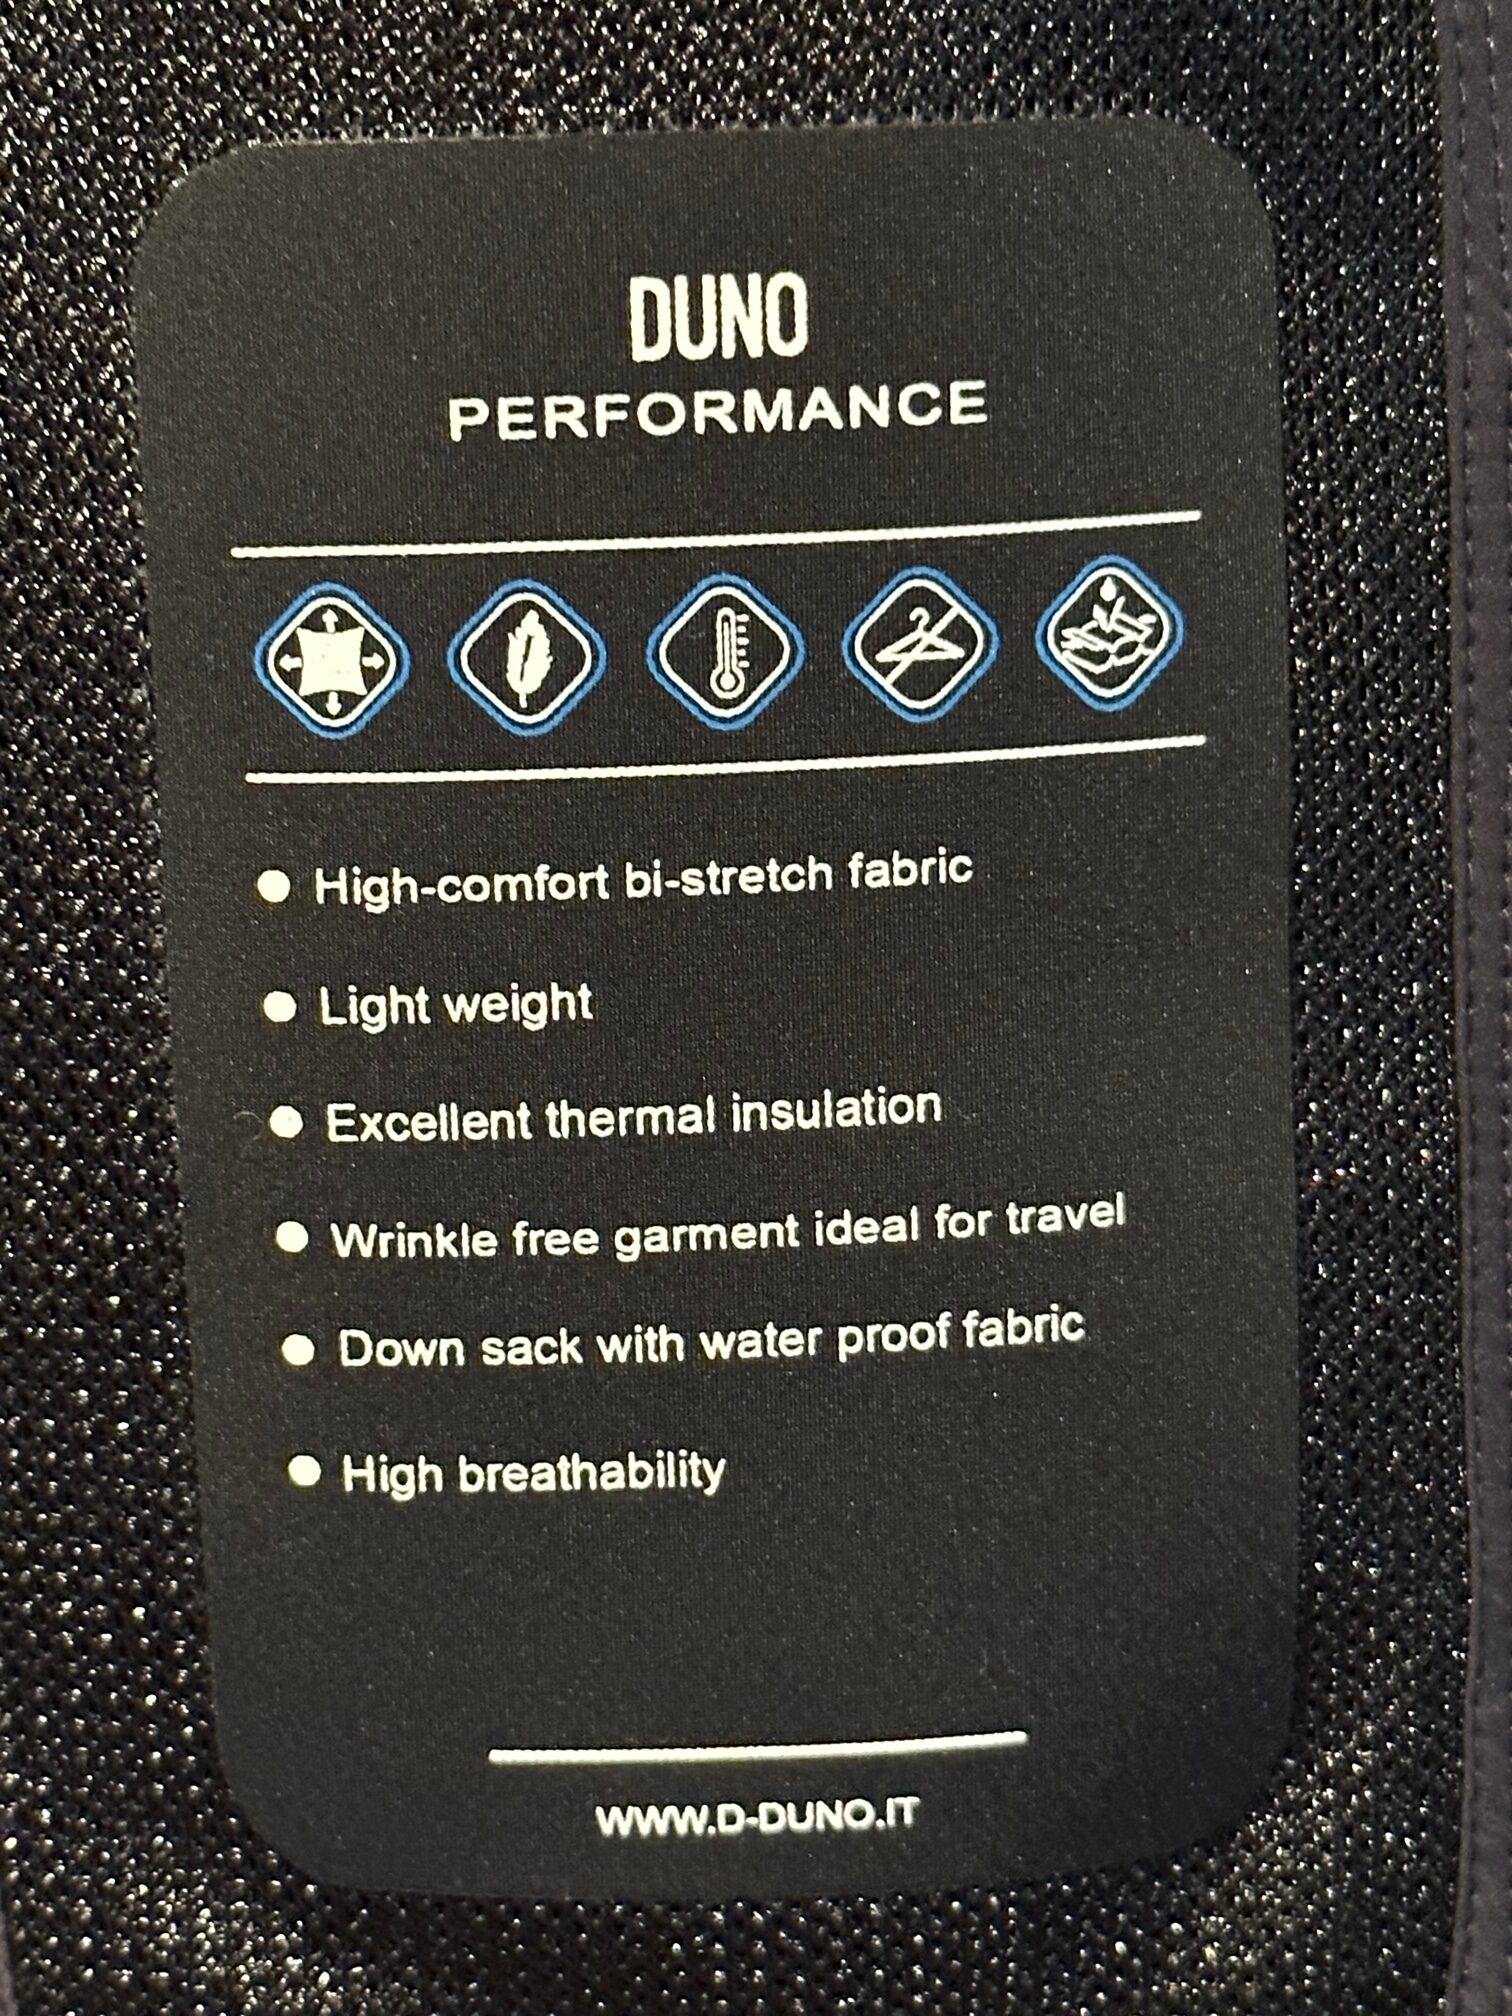 DUNO
PERFORMANCE
High-comfort bi-stretch fabric
Light weight
Excellent thermal insulation
Wrinkle free garment ideal for travel
Down sack with water proof fabric
High breathability
WWW.D-DUNO.IT